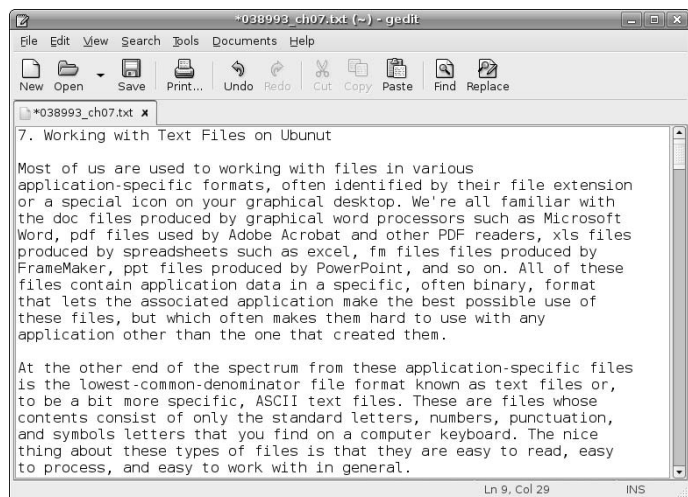 *038993_ch07.txt (~) - gedit
File Edit View Search Tools Documents Help
New Open Save Print... Undo Redo Cut Copy Paste Find Replace
*038993_ch07.txt x
7. Working with Text Files on Ubunut
Most of us are used to working with files in various
application-specific formats, often identified by their file extension
or a special icon on your graphical desktop. We're all familiar with
the doc files produced by graphical word processors such as Microsoft
Word, pdf files used by Adobe Acrobat and other PDF readers, xls files
produced by spreadsheets such as excel, fm files files produced by
FrameMaker, ppt files produced by PowerPoint, and so on. All of these
files contain application data in a specific, often binary, format
that lets the associated application make the best possible use of
these files, but which often makes them hard to use with any
application other than the one that created them.
At the other end of the spectrum from these application-specific files
is the lowest-common-denominator file format known as text files or,
to be a bit more specific, ASCII text files. These are files whose
contents consist of only the standard letters, numbers, punctuation,
and symbols letters that you find on a computer keyboard. The nice
thing about these types of files is that they are easy to read, easy
to process, and easy to work with in general.
Ln 9, Col 29 INS